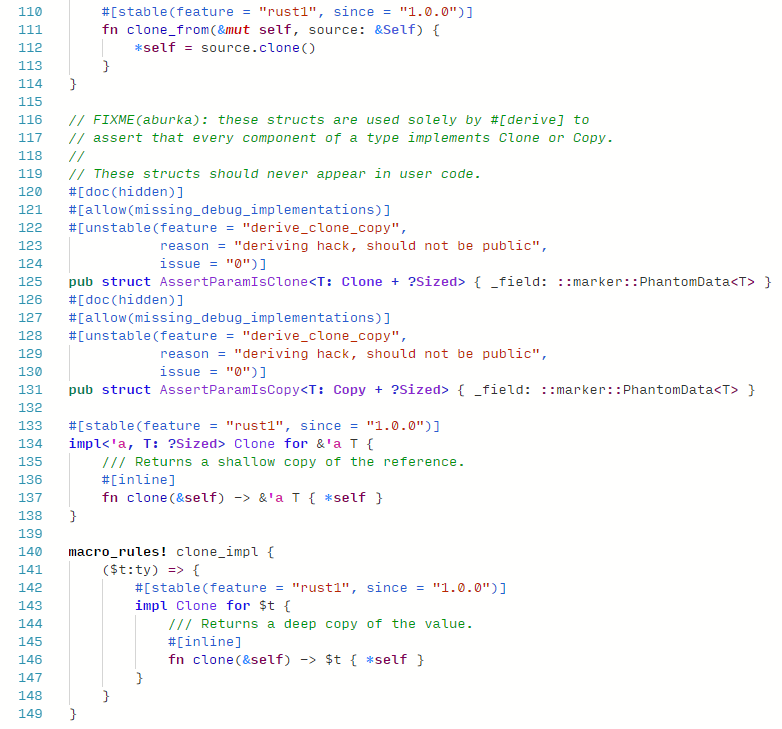 110 #[stable(feature = "rust1", since = "1.0.0")]
111 fn clone_from(&mut self, source: &Self) {
112 *self = source.clone()
113 }
114 }
115
116 // FIXME(aburka): these structs are used solely by #[derive] to
117 // assert that every component of a type implements Clone or Copy.
118 //
119 // These structs should never appear in user code.
120 #[doc(hidden)]
121 #[allow(missing_debug_implementations)]
122 #[unstable(feature = "derive_clone_copy",
123 reason = "deriving hack, should not be public",
124 issue = "0")]
125 pub struct AssertParamIsClone<T: Clone + ?Sized> { _field: ::marker::PhantomData<T> }
126 #[doc(hidden)]
127 #[allow(missing_debug_implementations)]
128 #[unstable(feature = "derive_clone_copy",
129 reason = "deriving hack, should not be public",
130 issue = "0")]
131 pub struct AssertParamIsCopy<T: Copy + ?Sized> { _field: ::marker::PhantomData<T> }
132
133 #[stable(feature = "rust1", since = "1.0.0")]
134 impl<'a, T: ?Sized> Clone for &'a T {
135 /// Returns a shallow copy of the reference.
136 #[inline]
137 fn clone(&self) -> &'a T { *self }
138 }
139
140 macro_rules! clone_impl {
141 ($t:ty) => {
142 #[stable(feature = "rust1", since = "1.0.0")]
143 impl Clone for $t {
144 /// Returns a deep copy of the value.
145 #[inline]
146 fn clone(&self) -> $t { *self }
147 }
148 }
149 }